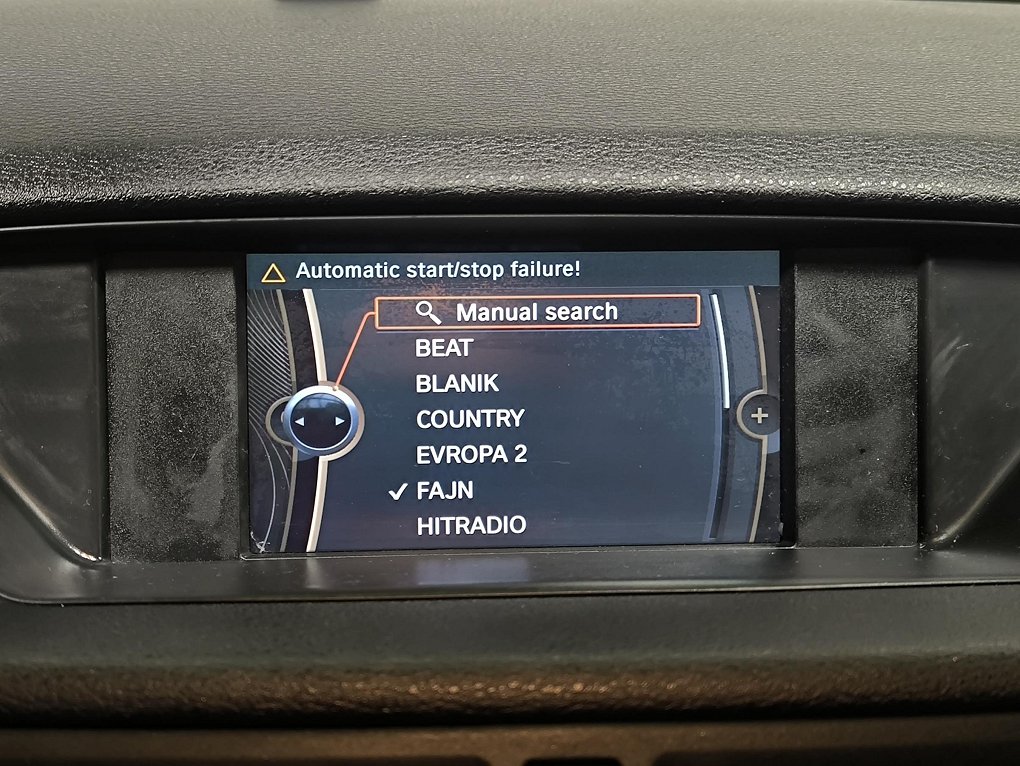 Automatic start/stop failure!
Manual search
BEAT
BLANIK
COUNTRY
EVROPA 2
FAJN
HITRADIO